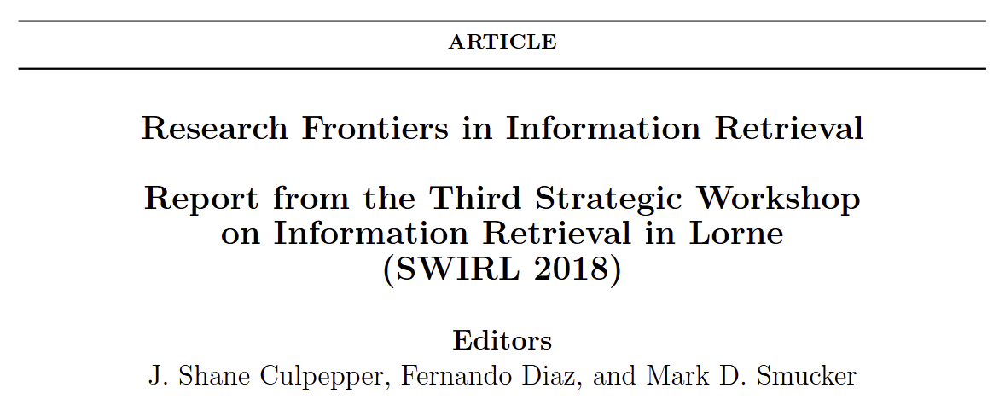 ARTICLE
Research Frontiers in Information Retrieval
Report from the Third Strategic Workshop
on Information Retrieval in Lorne
(SWIRL 2018)
Editors
J. Shane Culpepper, Fernando Diaz, and Mark D. Smucker